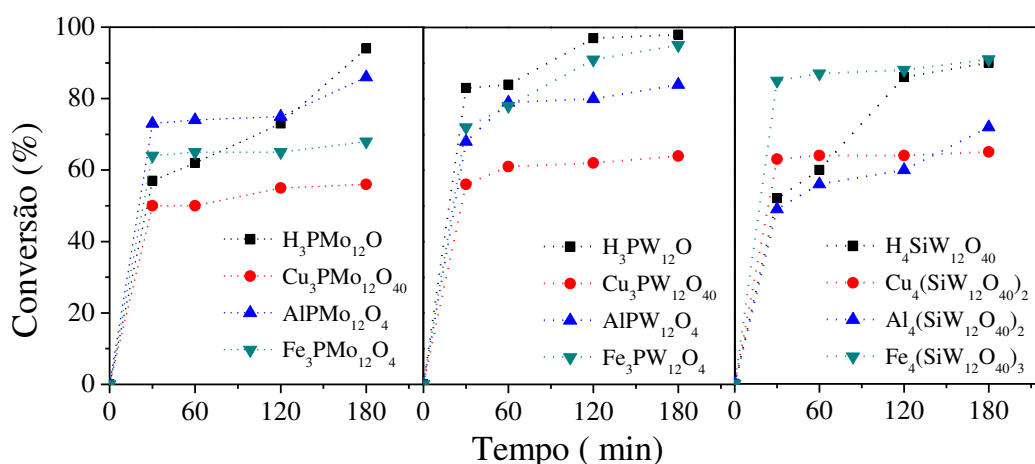 Conversão (%)
100
80
60
40
20
0
H₃PMo₁₂O
Cu₃PMo₁₂O₄₀
AlPMo₁₂O₄
Fe₃PMo₁₂O₄
H₃PW₁₂O
Cu₃PW₁₂O₄₀
AlPW₁₂O₄
Fe₃PW₁₂O₄
H₄SiW₁₂O₄₀
Cu₄(SiW₁₂O₄₀)₂
Al₄(SiW₁₂O₄₀)₂
Fe₄(SiW₁₂O₄₀)₃
0 60 120 180 0 60 120 180 0 60 120 180
Tempo ( min)